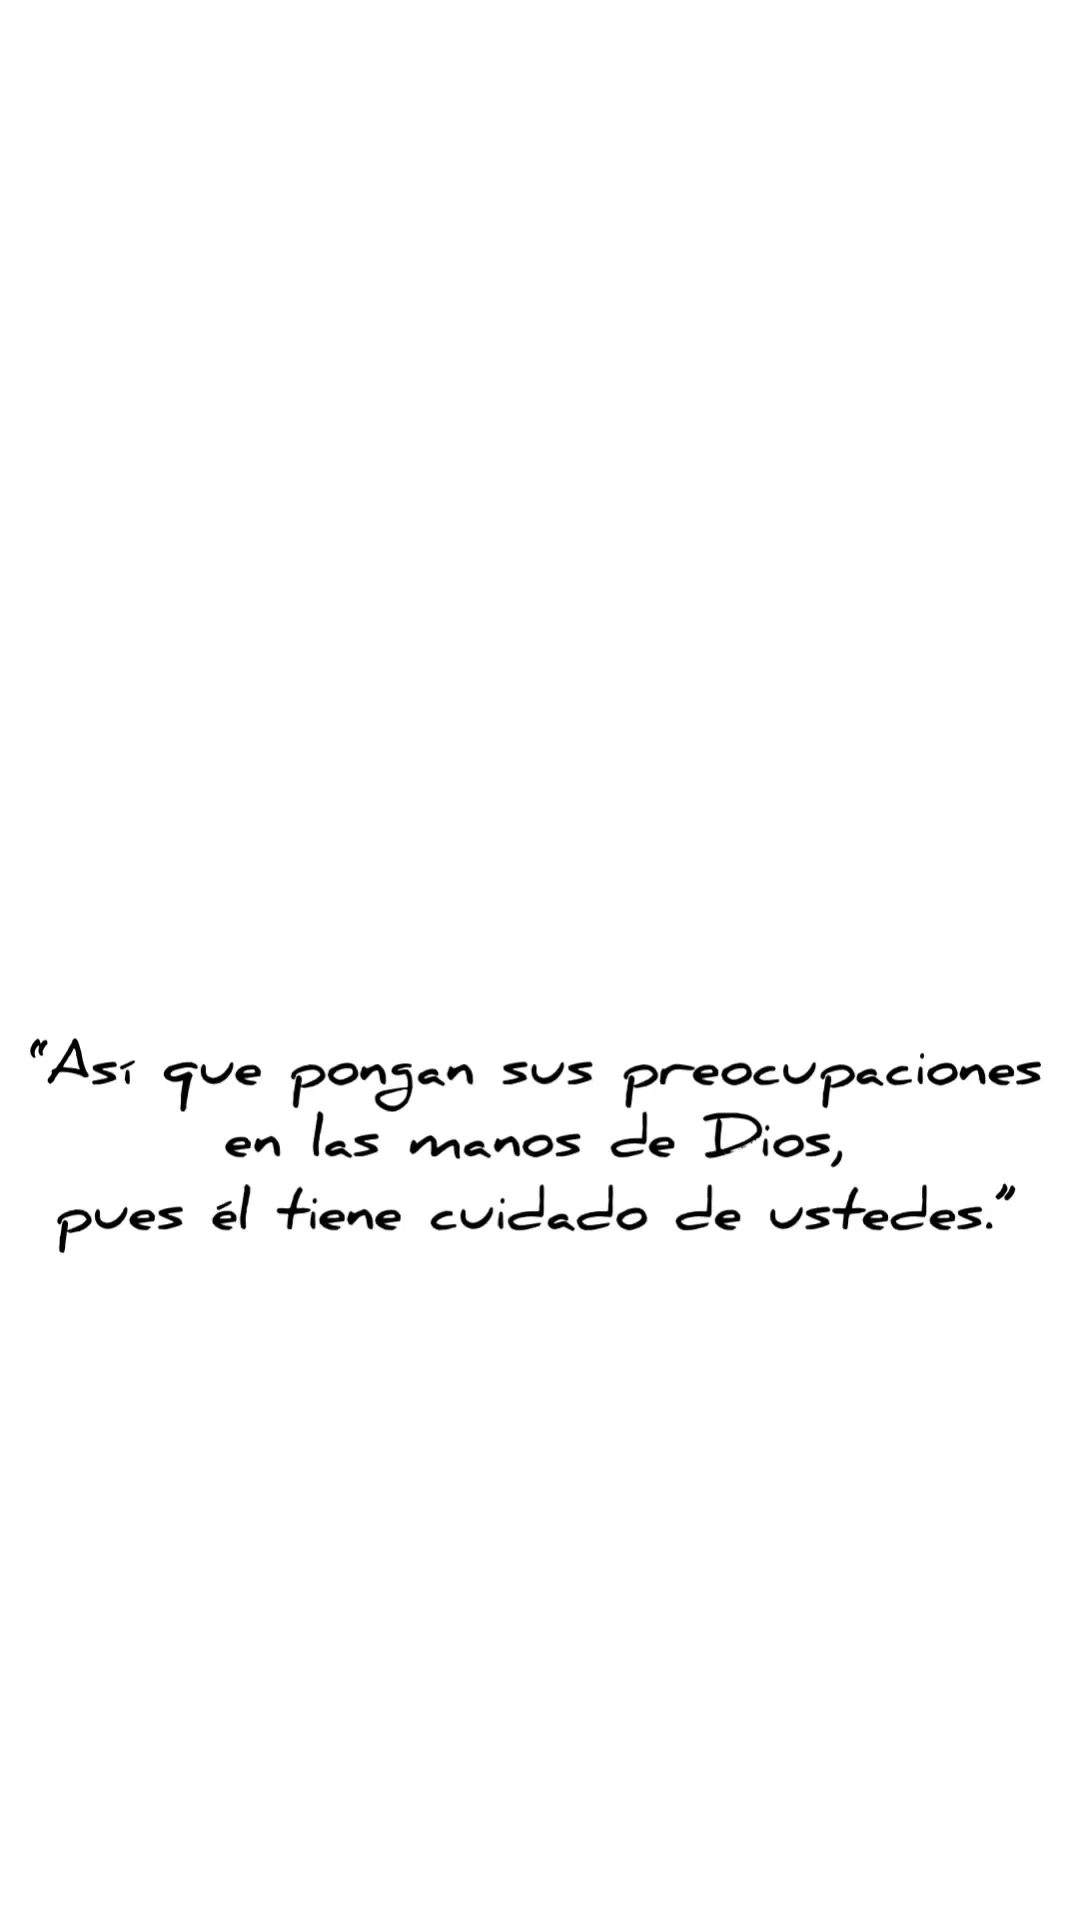 “Así que pongan sus preocupaciones
en las manos de Dios,
pues él tiene cuidado de ustedes.”